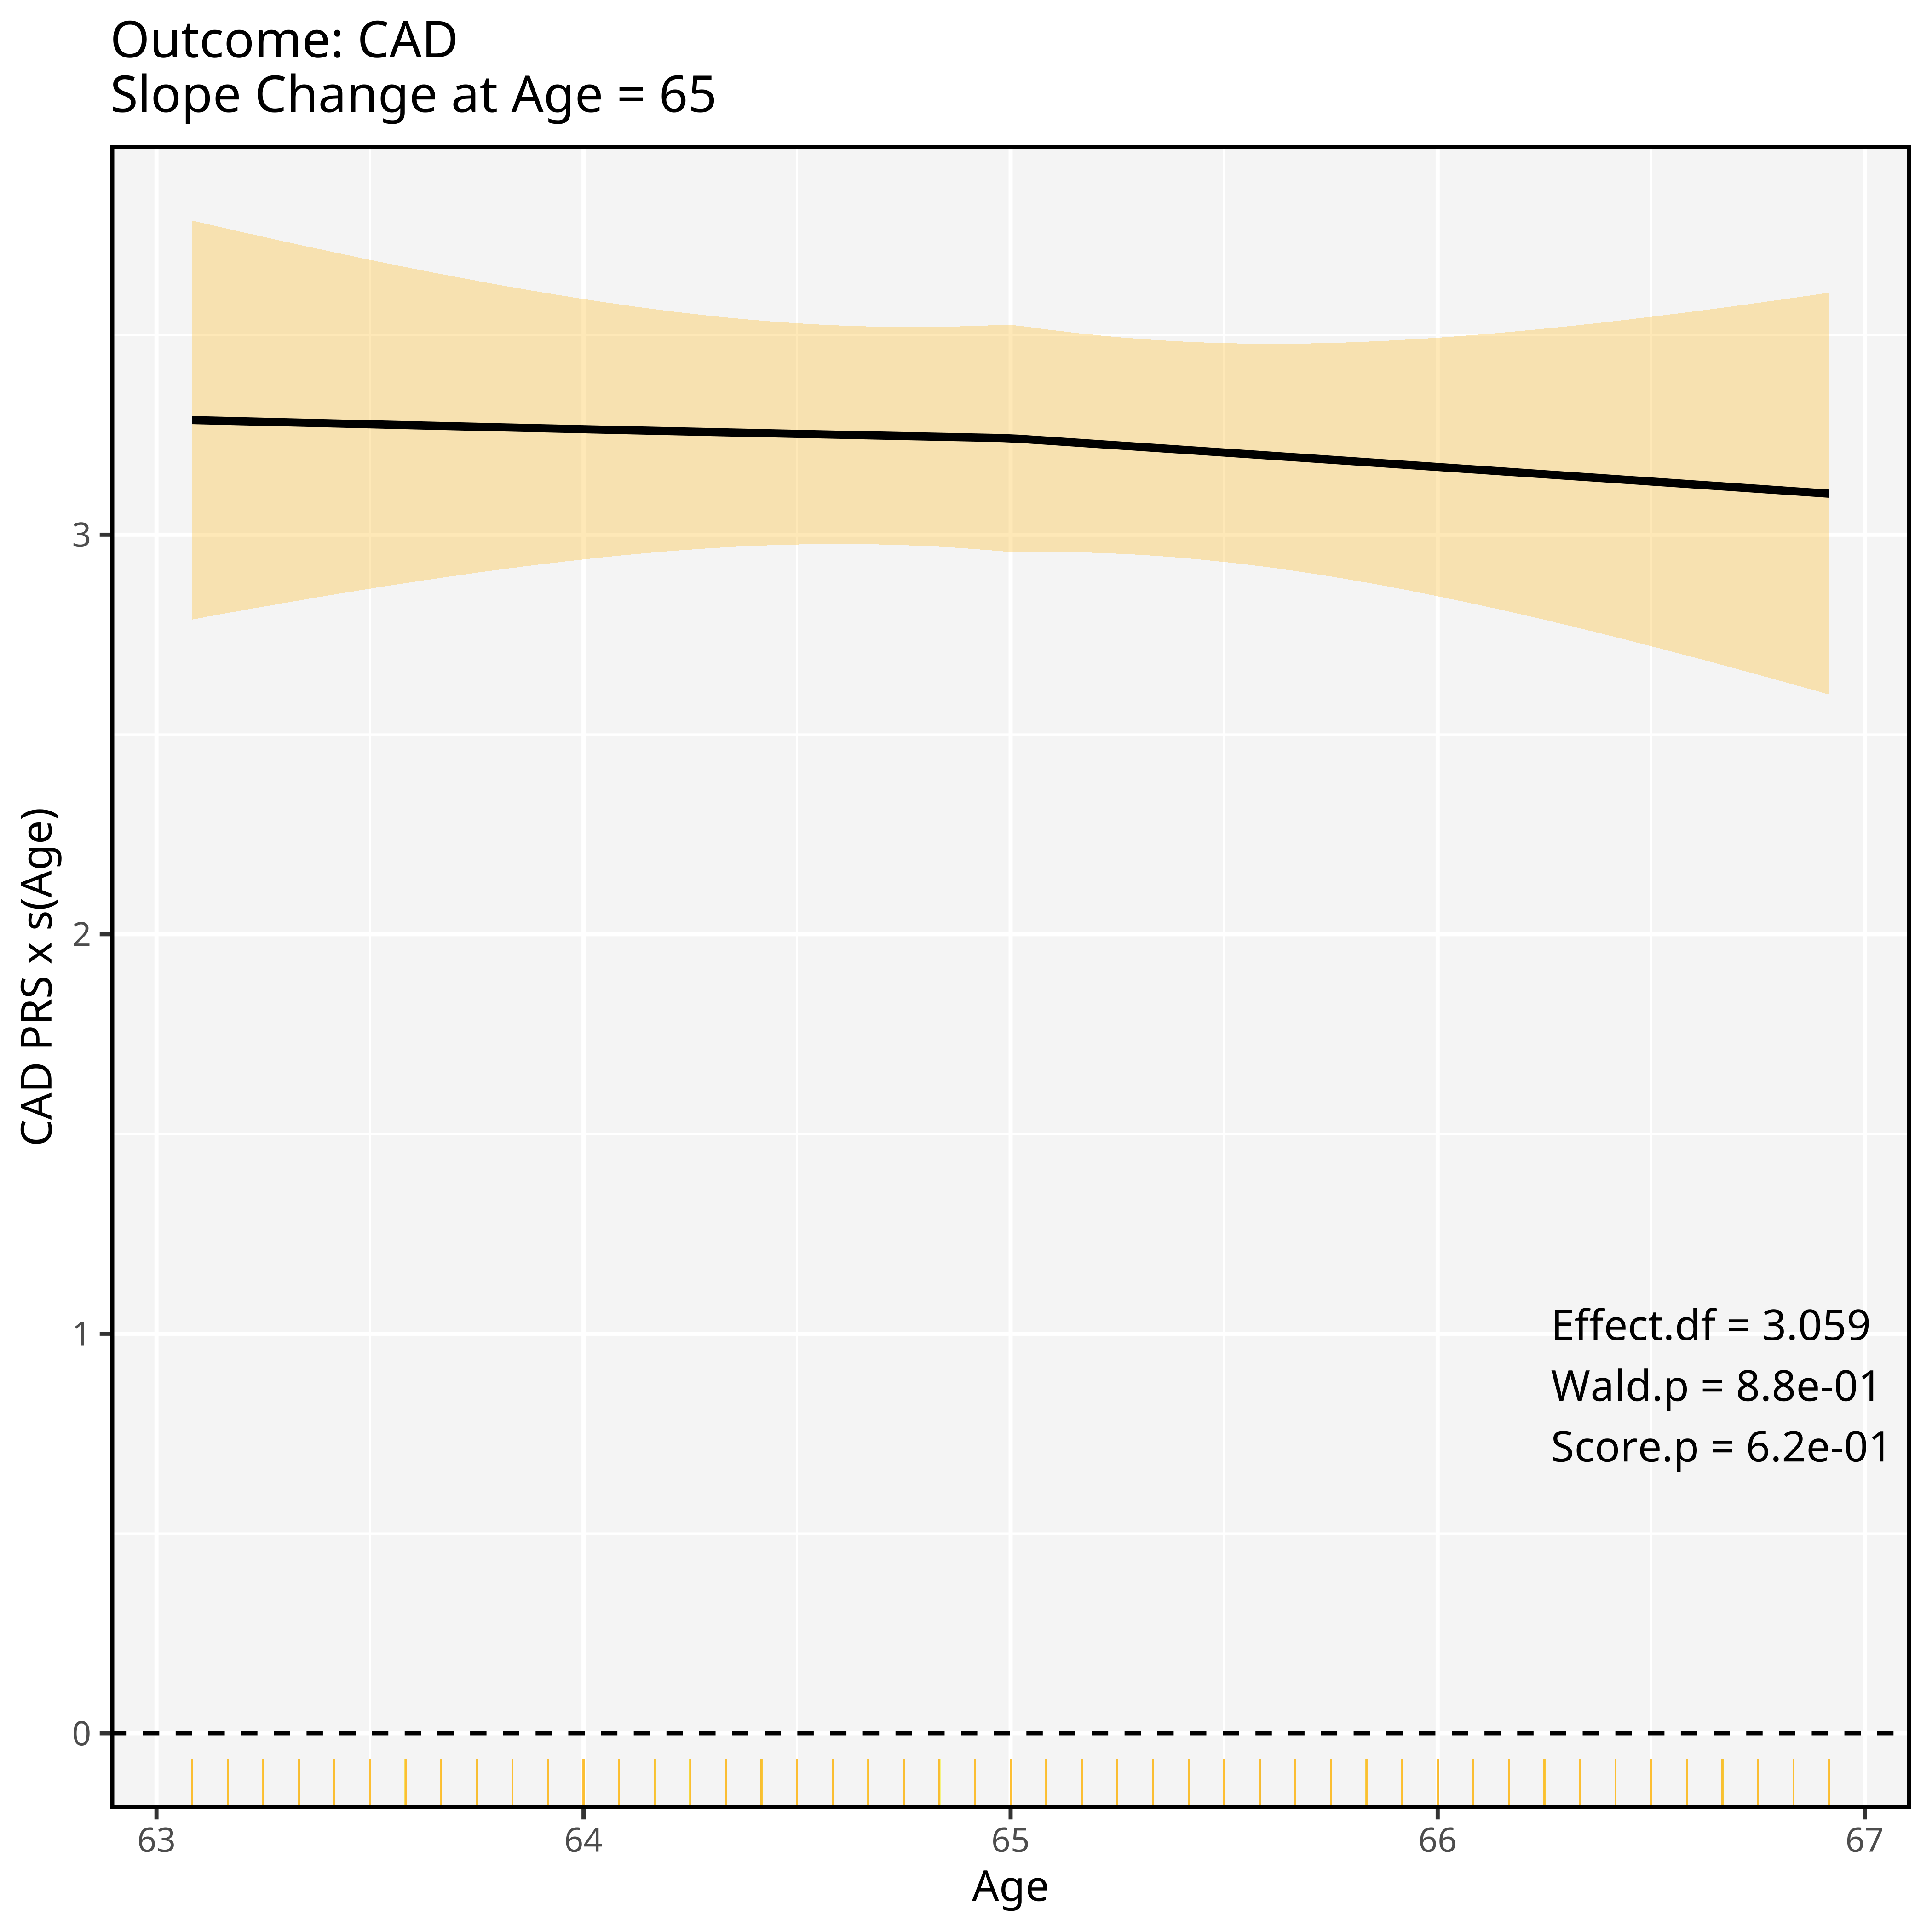 Outcome: CAD
Slope Change at Age = 65
CAD PRS x s(Age)
3
2
1
0
Effect.df = 3.059
Wald.p = 8.8e-01
Score.p = 6.2e-01
63 64 65 66 67
Age